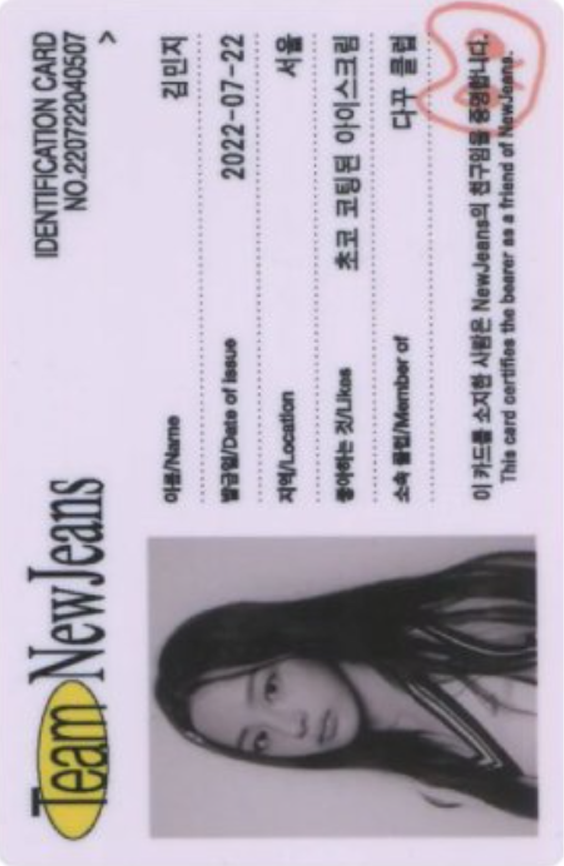 Team NewJeans
IDENTIFICATION CARD
NO.220722040507
>
이름/Name 김민지
발급일/Date of issue 2022-07-22
지역/Location 서울
좋아하는 것/Likes 초코 코팅된 아이스크림
소속 클럽/Member of 다꾸 클럽
이 카드를 소지한 사람은 NewJeans의 친구임을 증명합니다.
This card certifies the bearer as a friend of NewJeans.